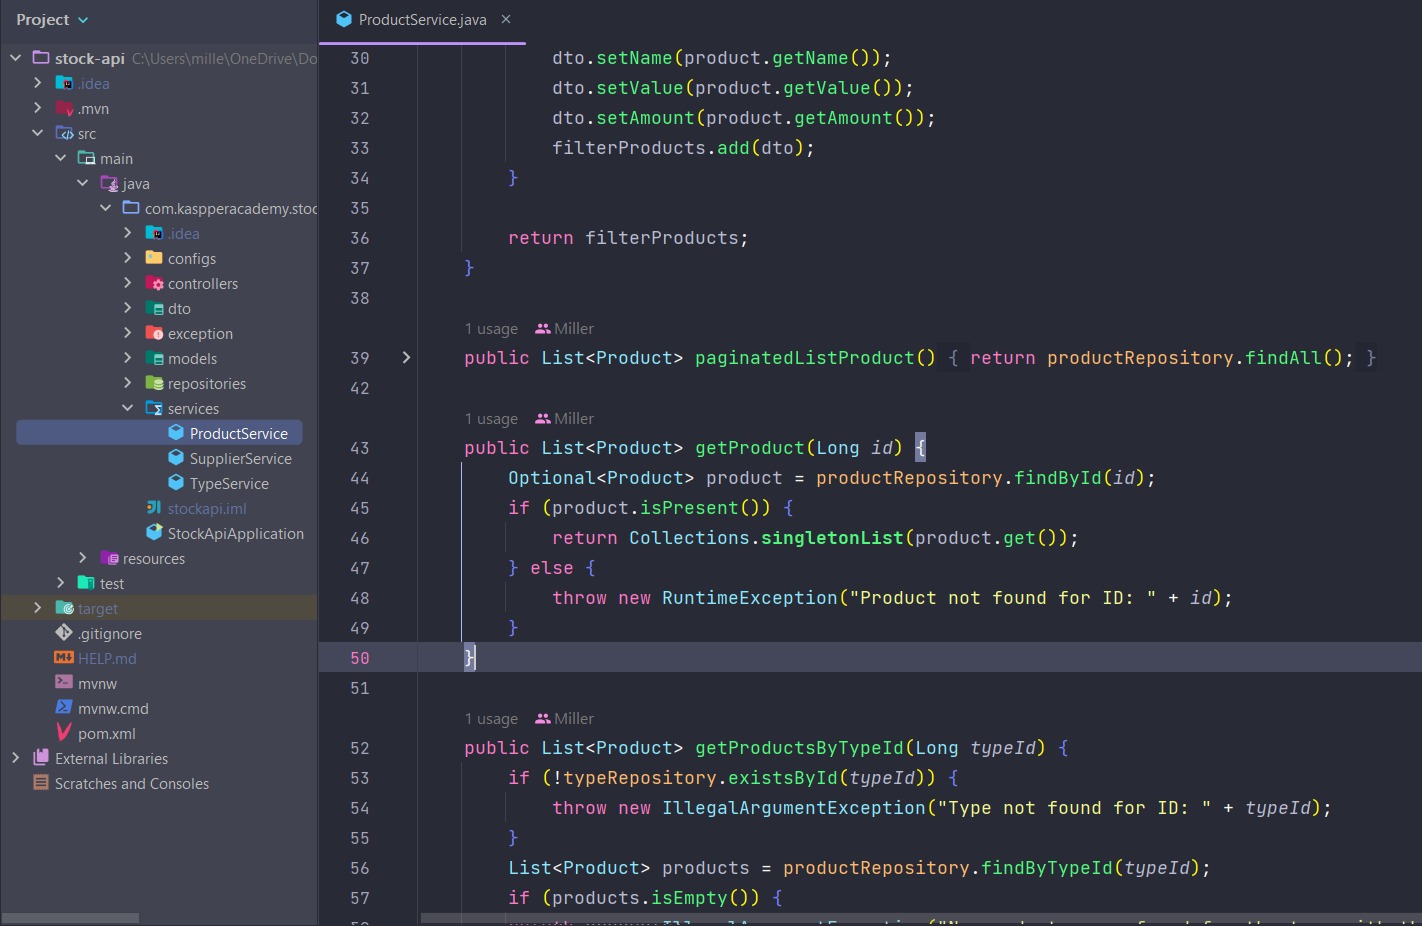 Project
stock-api C:\Users\mille\OneDrive\Do
.idea
.mvn
src
main
java
com.kaspperacademy.stoc
.idea
configs
controllers
dto
exception
models
repositories
services
ProductService
SupplierService
TypeService
stockapi.iml
StockApiApplication
resources
test
target
.gitignore
HELP.md
mvnw
mvnw.cmd
pom.xml
External Libraries
Scratches and Consoles
ProductService.java
30 dto.setName(product.getName());
31 dto.setValue(product.getValue());
32 dto.setAmount(product.getAmount());
33 filterProducts.add(dto);
34 }
35
36 return filterProducts;
37 }
38
1 usage Miller
39 public List<Product> paginatedListProduct() { return productRepository.findAll(); }
42
1 usage Miller
43 public List<Product> getProduct(Long id) {
44 Optional<Product> product = productRepository.findById(id);
45 if (product.isPresent()) {
46 return Collections.singletonList(product.get());
47 } else {
48 throw new RuntimeException("Product not found for ID: " + id);
49 }
50 }
51
1 usage Miller
52 public List<Product> getProductsByTypeId(Long typeId) {
53 if (!typeRepository.existsById(typeId)) {
54 throw new IllegalArgumentException("Type not found for ID: " + typeId);
55 }
56 List<Product> products = productRepository.findByTypeId(typeId);
57 if (products.isEmpty()) {